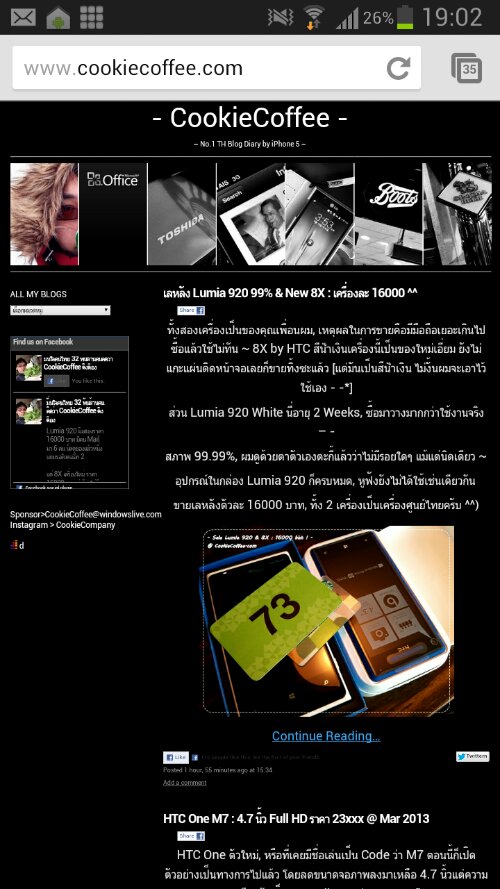 26% 19:02
www.cookiecoffee.com
35
- CookieCoffee -
-- No.1 TH Blog Diary by iPhone 5 --
Office
TOSHIBA
AIS 3G
Search
Boots
ALL MY BLOGS
Find us on Facebook
Like You like this.
CookieCoffee
Lumia 920
16000
Sponsor>CookieCoffee@windowslive.com
Instagram > CookieCompany
d
เลหลัง Lumia 920 99% & New 8X : เครื่องละ 16000 ^^
Share
ทั้งสองเครื่องเป็นของคุณเพื่อนผม, เหตุผลในการขายคือมีมือถือเยอะเกินไป
ซื้อแล้วใช้ไม่ทัน ~ 8X by HTC สีน้ำเงินเครื่องนี้เป็นของใหม่เอี่ยม ยังไม่
แกะแผ่นติดหน้าจอเลยก็ขายทิ้งซะแล้ว [แต่มันเป็นสีน้ำเงิน ไม่งั้นผมจะเอาไว้
ใช้เอง - -*]
ส่วน Lumia 920 White นี่อายุ 2 Weeks, ซื้อมาวางมากกว่าใช้งานจริง
— -
สภาพ 99.99%, ผมดูด้วยตาตัวเองตะกี้แล้วว่าไม่มีรอยใดๆ แม้แต่นิดเดียว ~
อุปกรณ์ในกล่อง Lumia 920 ก็ครบหมด, หูฟังยังไม่ได้ใช้เช่นเดียวกัน
ขายเลหลังตัวละ 16000 บาท, ทั้ง 2 เครื่องเป็นเครื่องศูนย์ไทยครับ ^^)
- Sale Lumia 920 & 8X : 16000 ! -
@ CookieCoffee.com
73
Continue Reading...
Like
Twitter
Posted 1 hour, 55 minutes ago at 15:34
Add a comment
HTC One M7 : 4.7 นิ้ว Full HD ราคา 23xxx @ Mar 2013
Share
HTC One ตัวใหม่, หรือที่เคยมีชื่อเล่นเป็น Code ว่า M7 ตอนนี้ก็เปิด
ตัวอย่างเป็นทางการไปแล้ว โดยลดขนาดจอภาพลงมาเหลือ 4.7 นิ้วแต่ความ